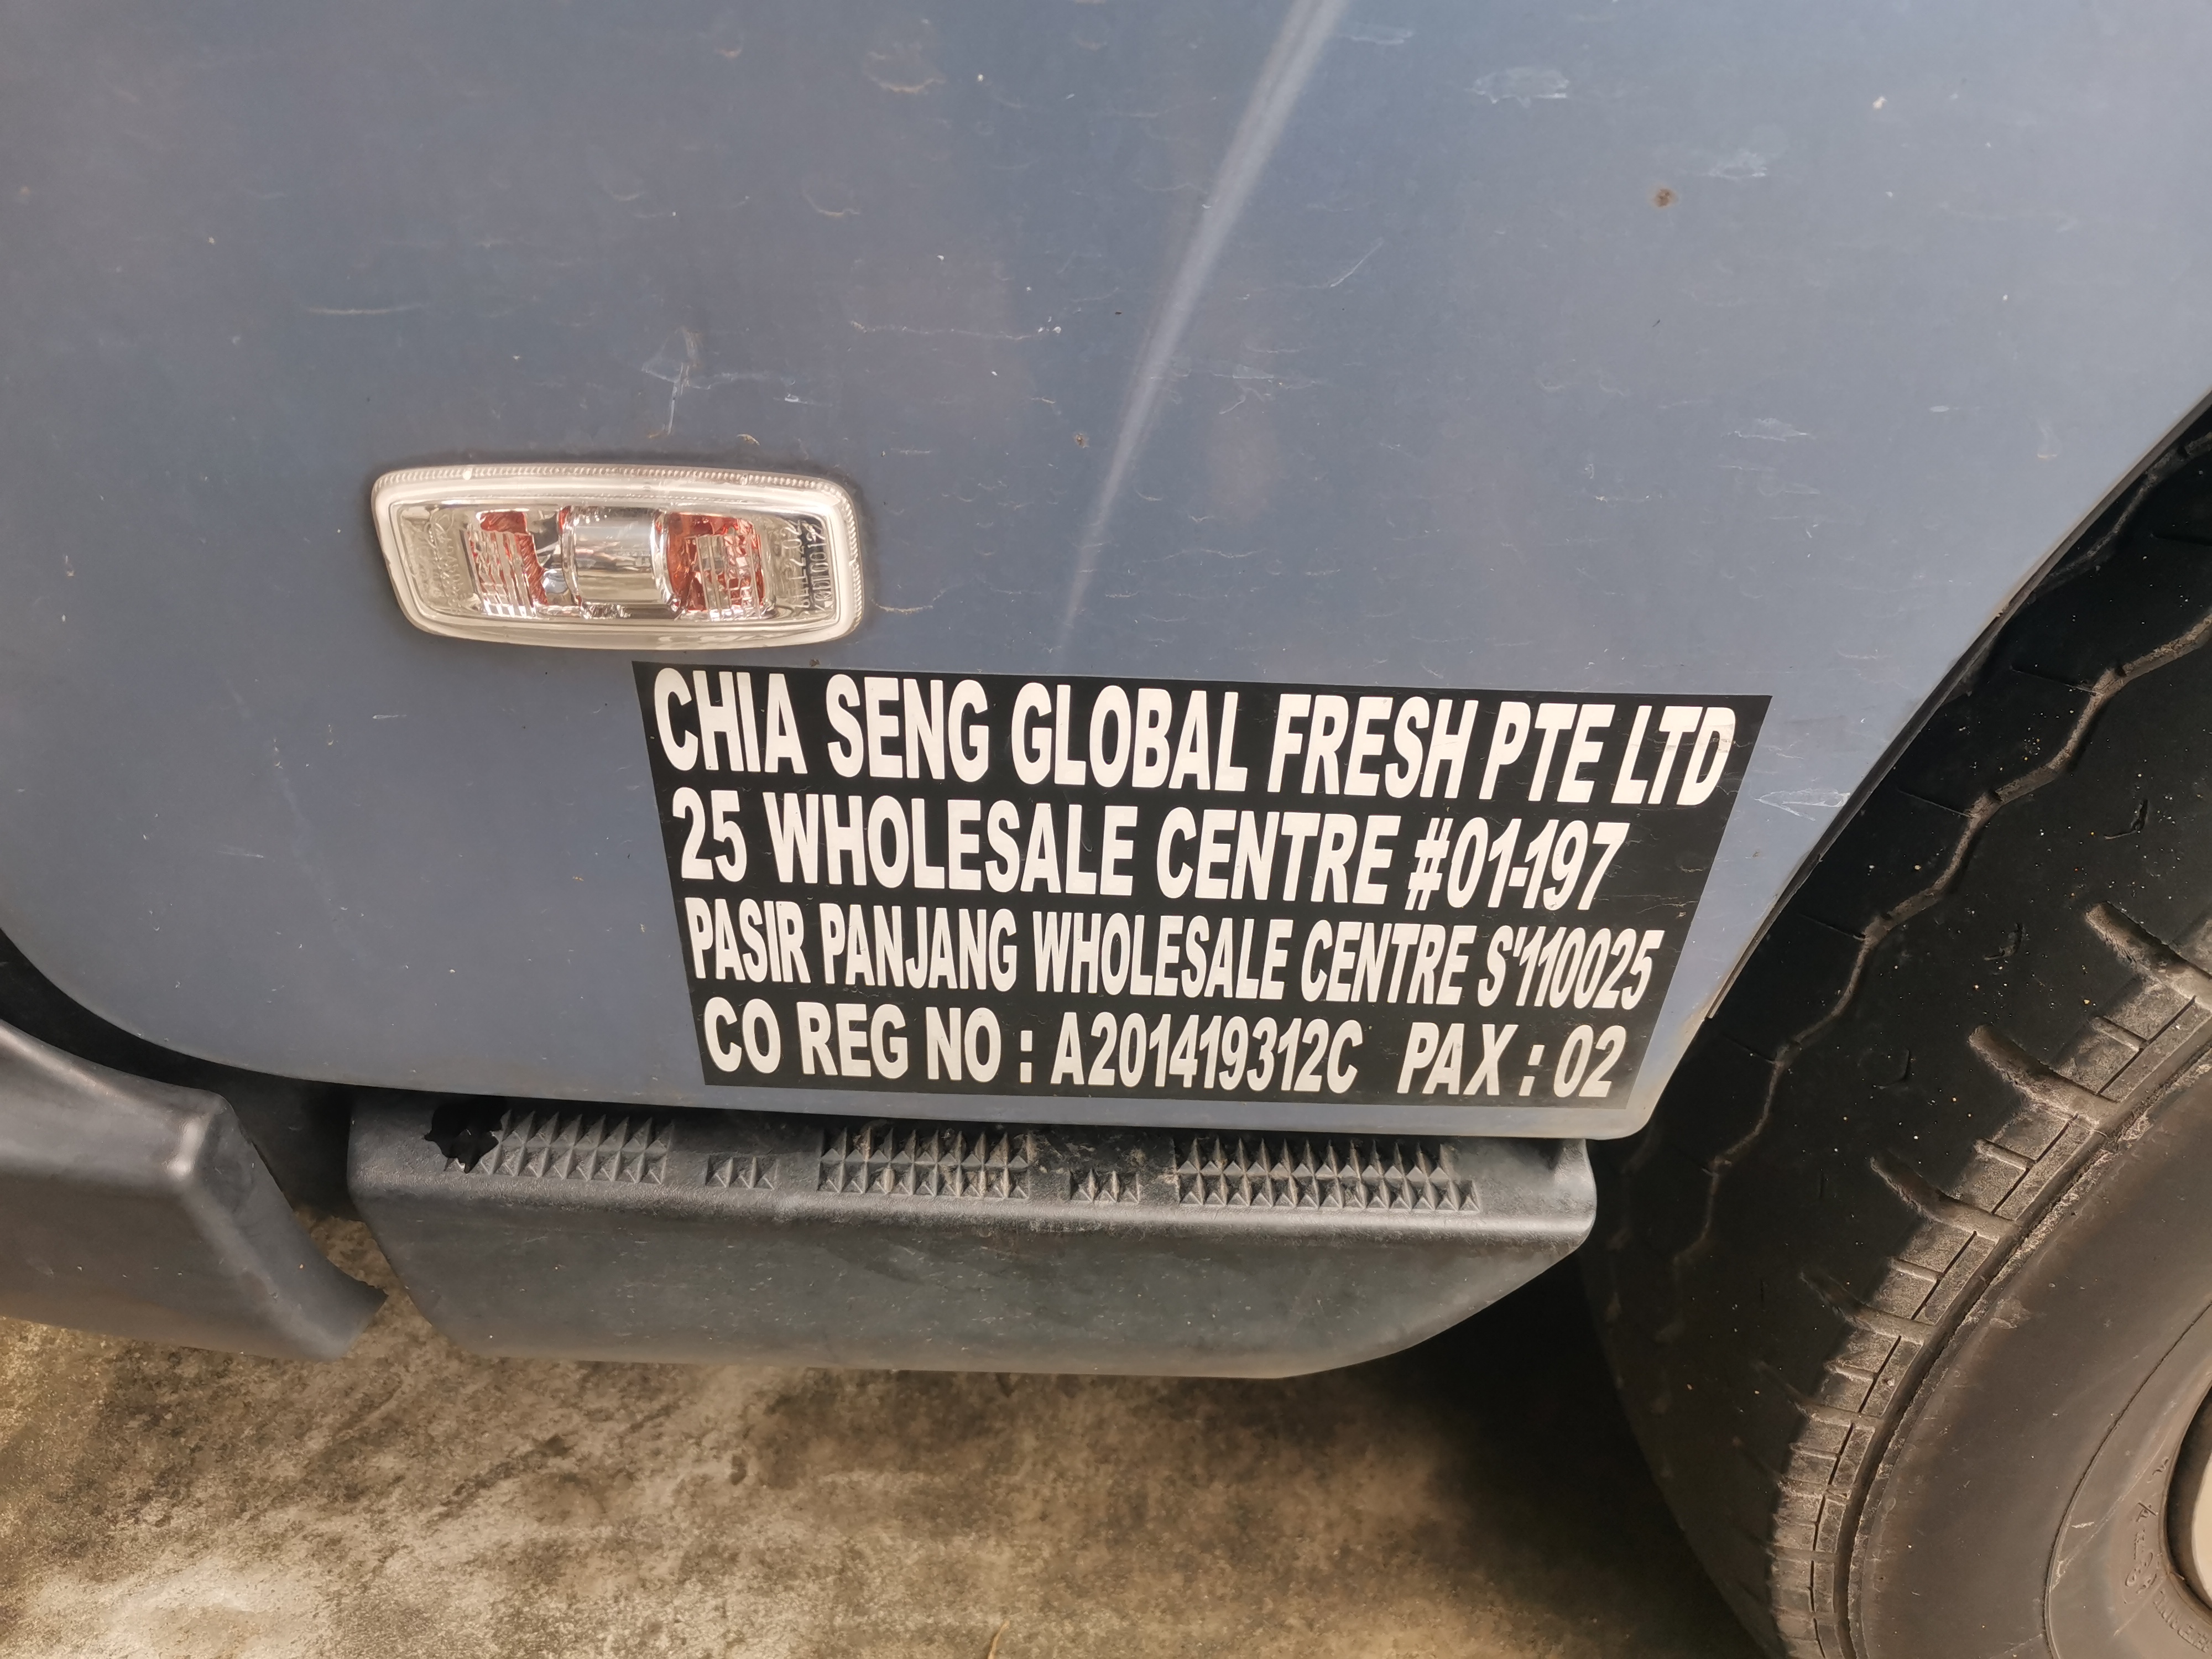 CHIA SENG GLOBAL FRESH PTE LTD
25 WHOLESALE CENTRE #01-197
PASIR PANJANG WHOLESALE CENTRE S'110025
CO REG NO : A201419312C PAX : 02